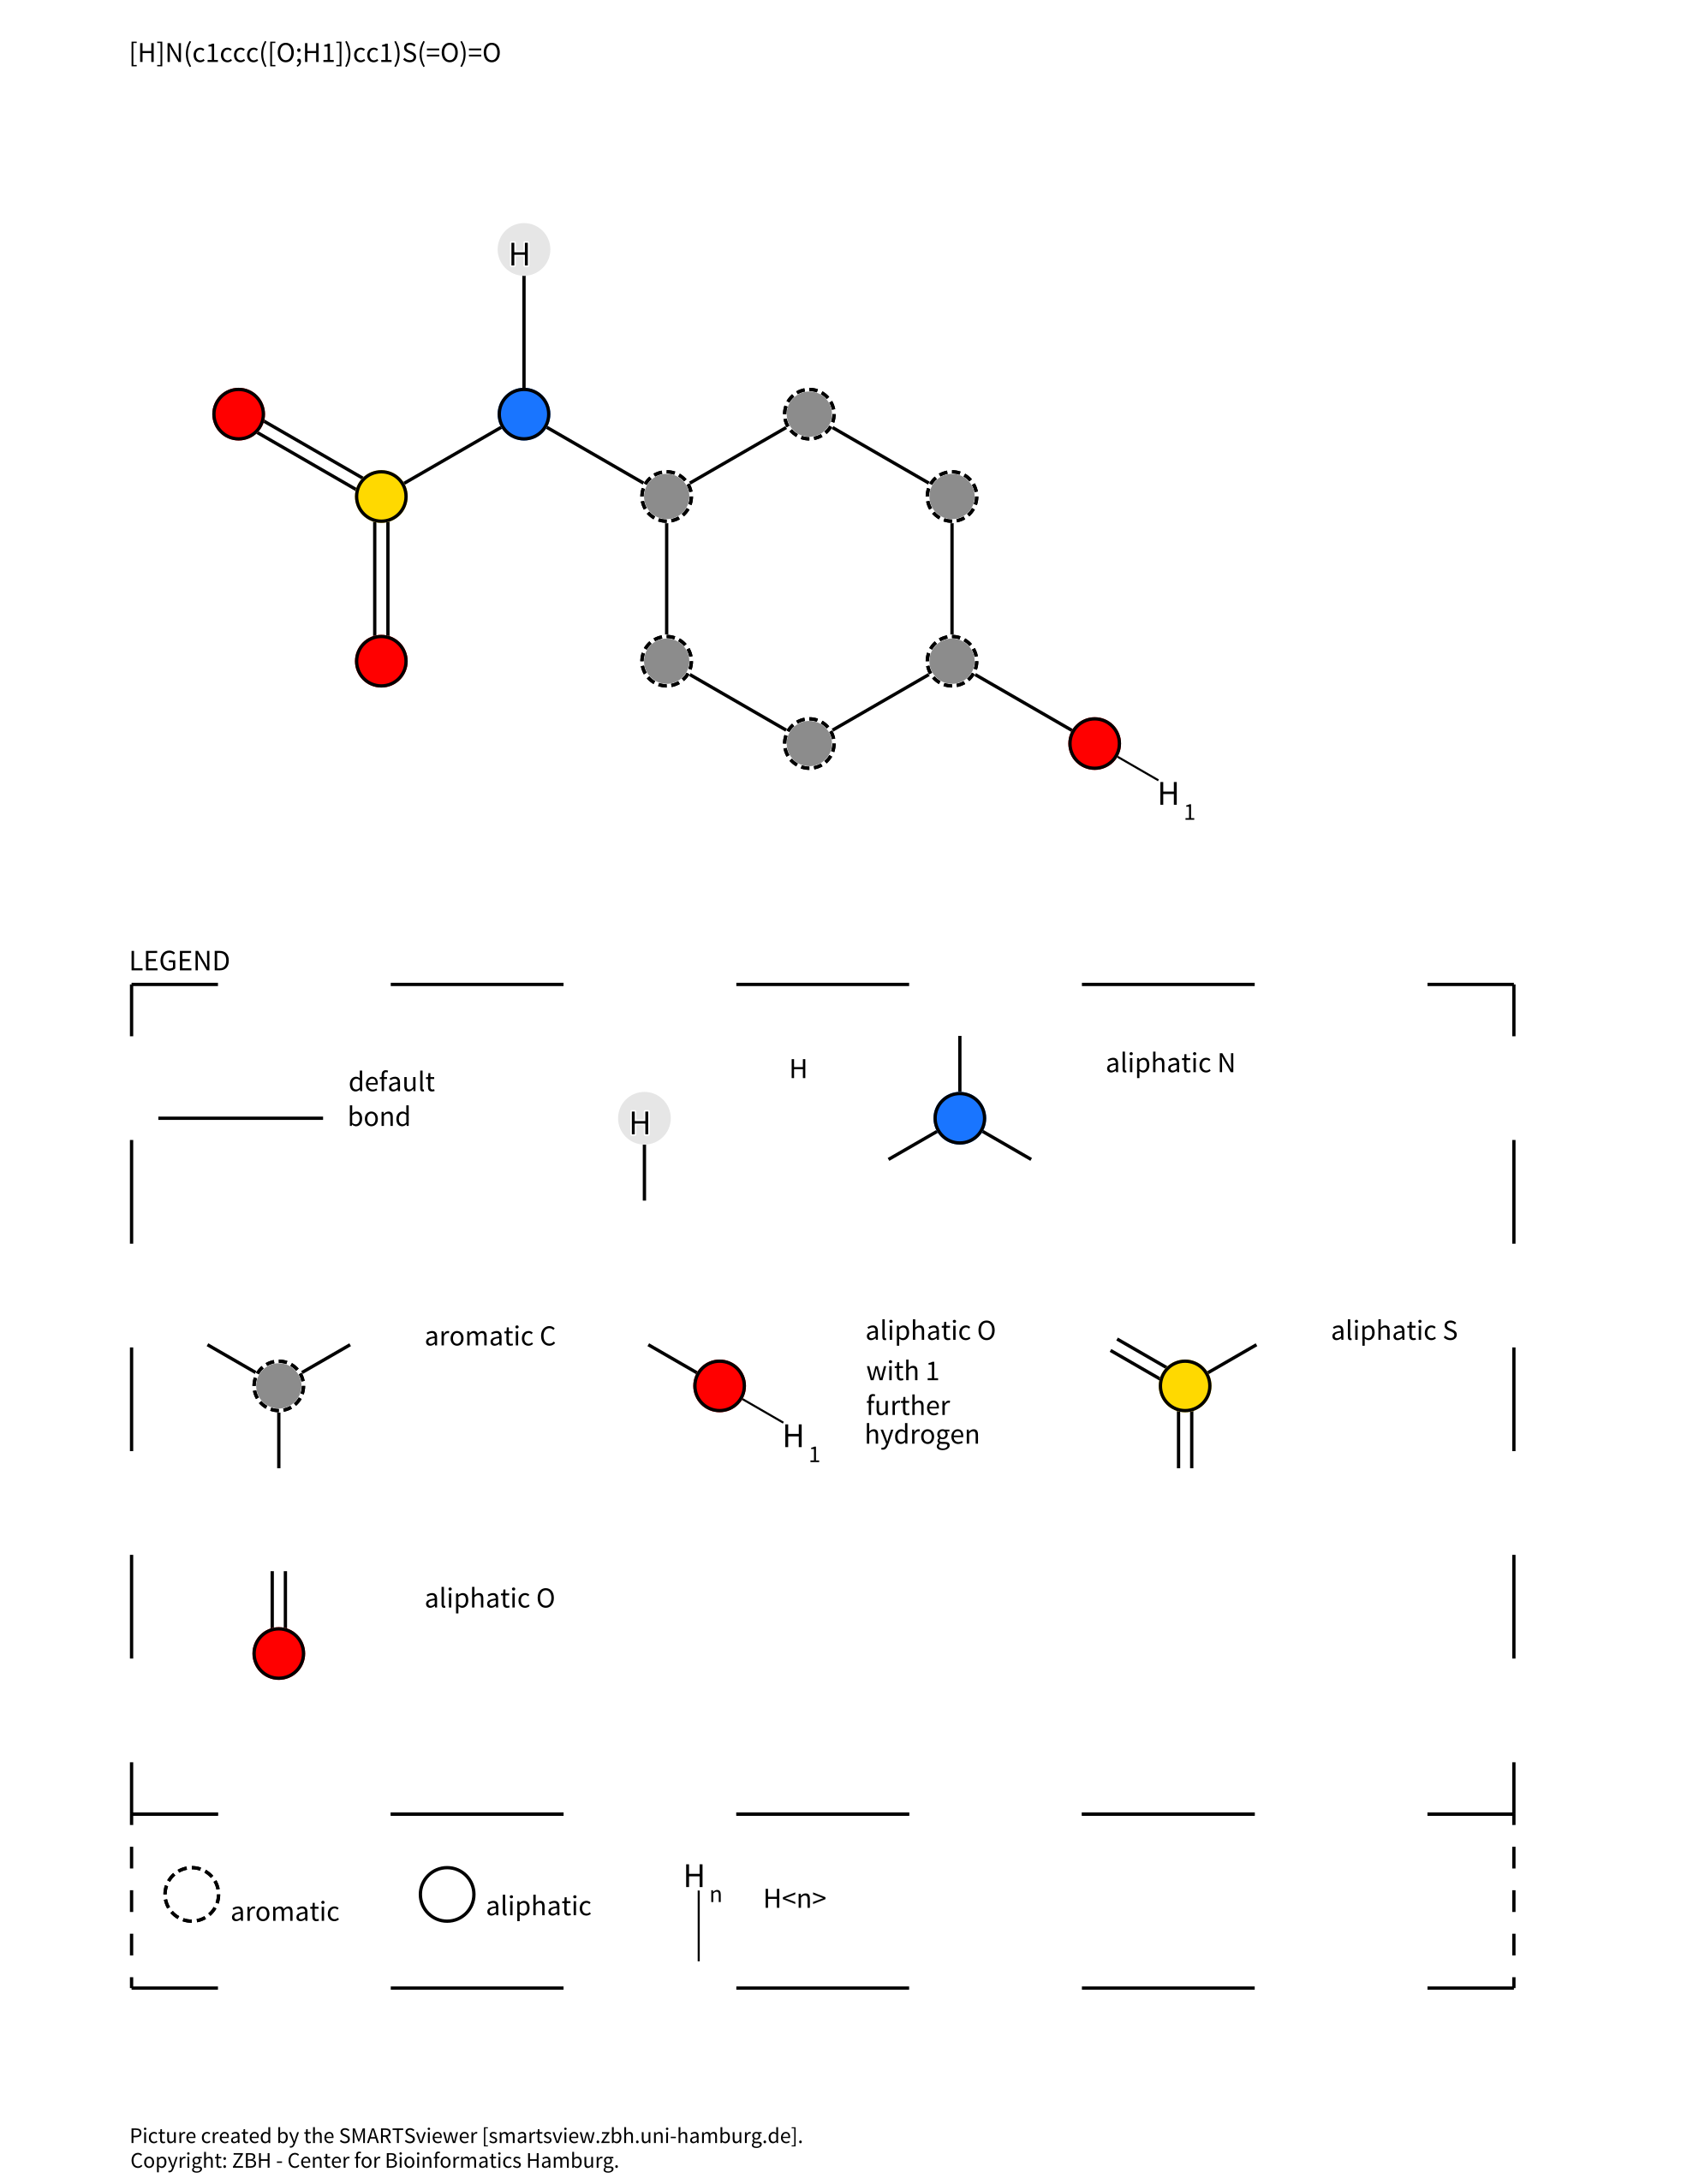 [H]N(c1ccc([O;H1])cc1)S(=O)=O
H
H 1
LEGEND
default
bond
H
H
aliphatic N
aromatic C
H 1
aliphatic O
with 1
further
hydrogen
aliphatic S
aliphatic O
aromatic
aliphatic
H n
H<n>
Picture created by the SMARTSviewer [smartsview.zbh.uni-hamburg.de].
Copyright: ZBH - Center for Bioinformatics Hamburg.